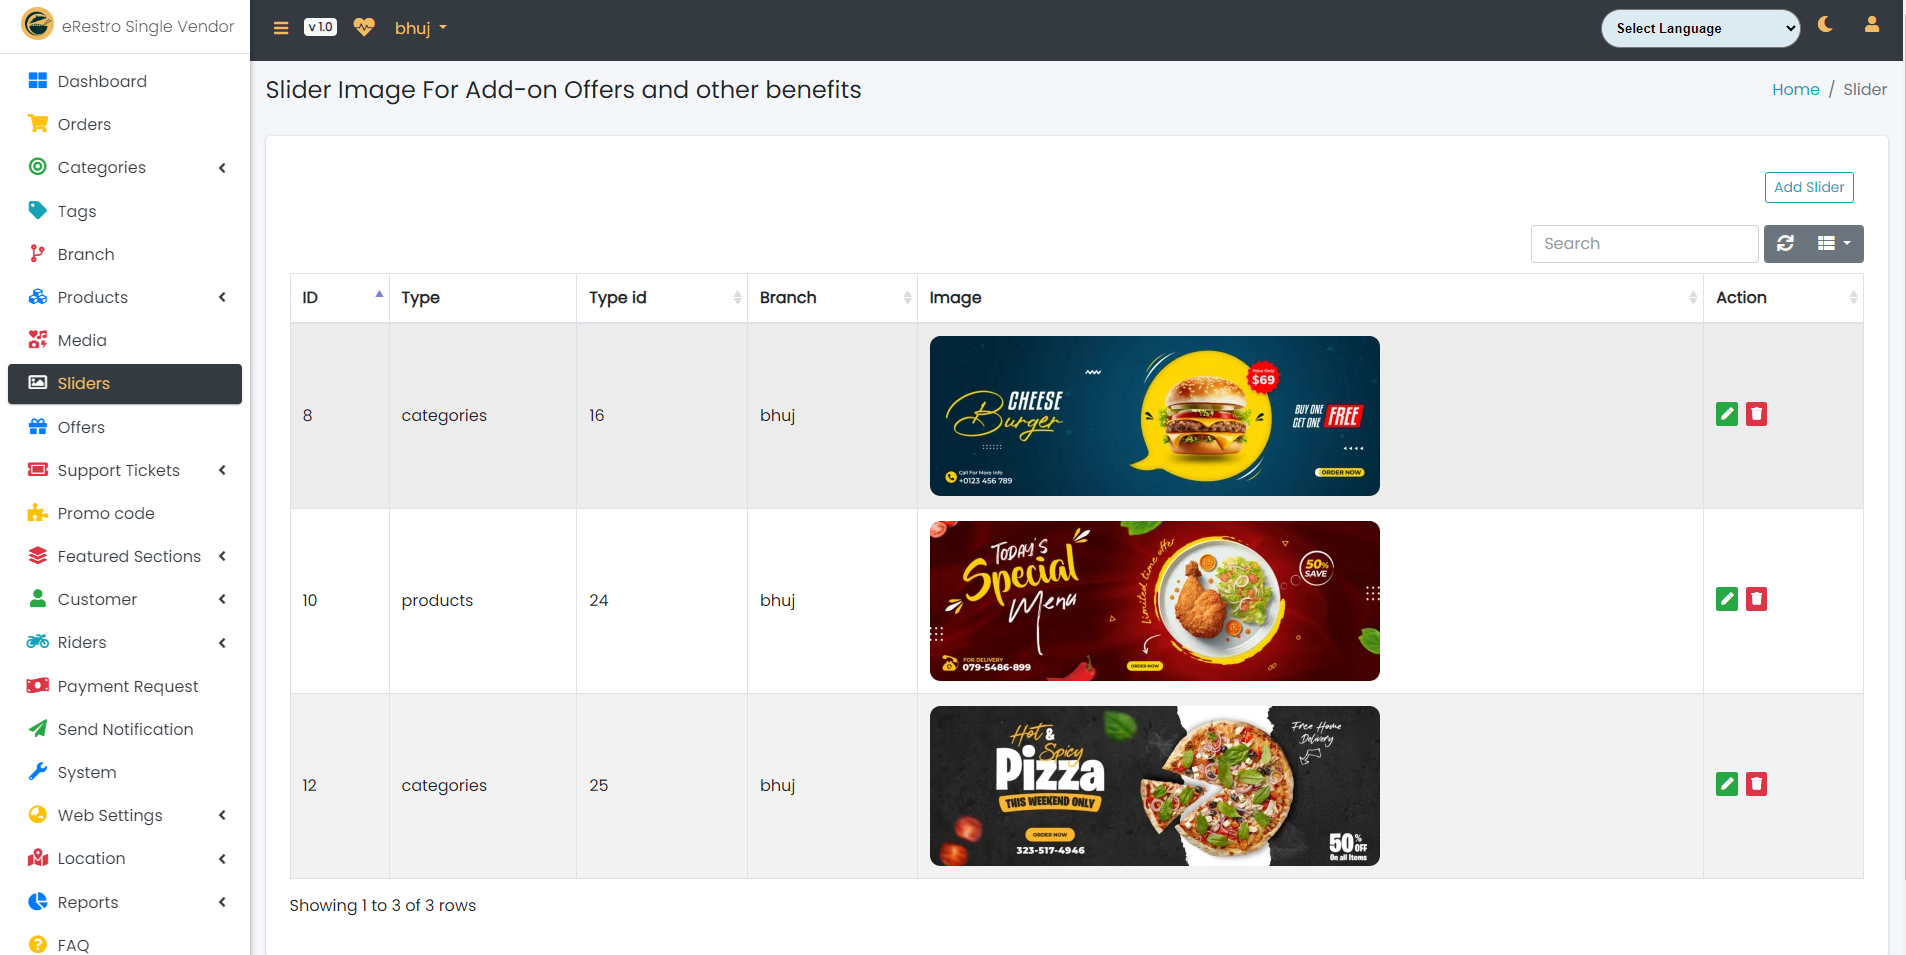 eRestro Single Vendor
v 1.0
bhuj
Select Language
Dashboard
Orders
Categories
Tags
Branch
Products
Media
Sliders
Offers
Support Tickets
Promo code
Featured Sections
Customer
Riders
Payment Request
Send Notification
System
Web Settings
Location
Reports
FAQ
Slider Image For Add-on Offers and other benefits
Home / Slider
Add Slider
Search
ID Type Type id Branch Image Action
8 categories 16 bhuj
CHEESE
Burger
Price Only
$69
BUY ONE
GET ONE FREE
Call For More Info
+0123 456 789
ORDER NOW
10 products 24 bhuj
TODAY'S
Special
Menu
Limited time offer
50%
SAVE
FOR DELIVERY
079-5486-899
ORDER NOW
12 categories 25 bhuj
Hot &
Spicy
Pizza
THIS WEEKEND ONLY
ORDER NOW
323-517-4946
Free Home
Delivery
50%
OFF
On all Items
Showing 1 to 3 of 3 rows